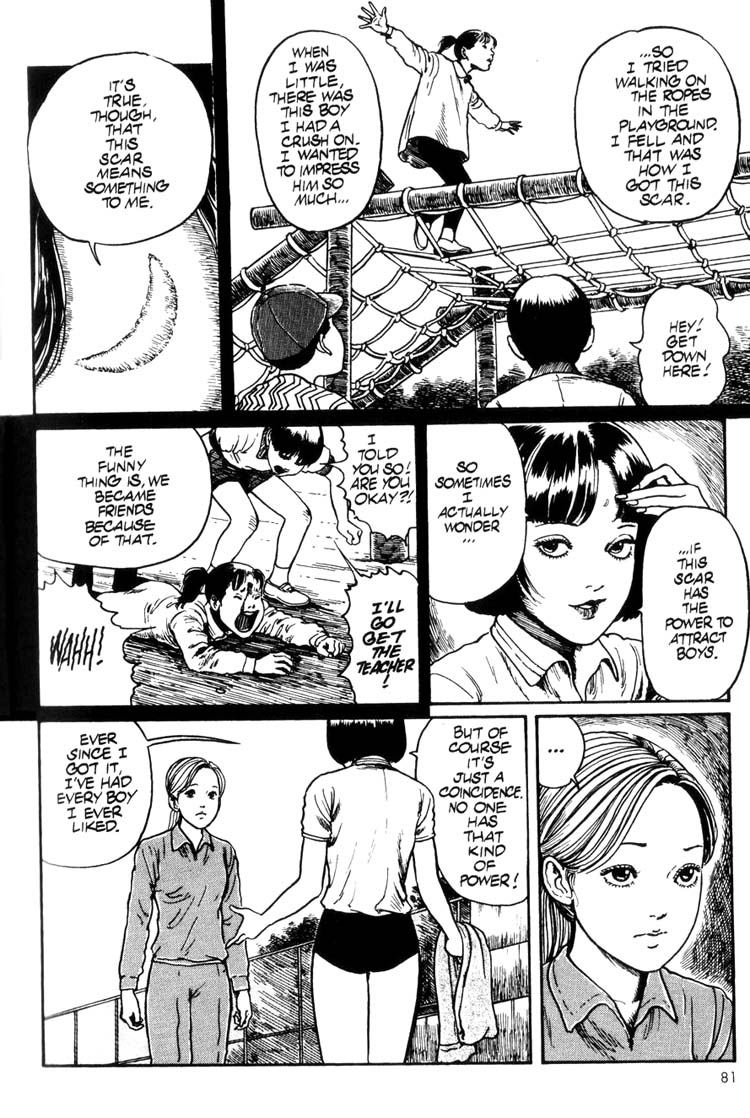 IT'S
TRUE,
THOUGH,
THAT
THIS
SCAR
MEANS
SOMETHING
TO ME.
WHEN
I WAS
LITTLE,
THERE WAS
THIS BOY
I HAD A
CRUSH ON.
I WANTED
TO IMPRESS
HIM SO
MUCH...
...SO
I TRIED
WALKING ON
THE ROPES
IN THE
PLAYGROUND.
I FELL AND
THAT WAS
HOW I
GOT THIS
SCAR.
HEY!
GET
DOWN
HERE!
THE
FUNNY
THING IS, WE
BECAME
FRIENDS
BECAUSE
OF THAT.
I
TOLD
YOU SO!
ARE YOU
OKAY?!
WAHH!
I'LL
GO
GET
THE
TEACHER!
SO
SOMETIMES
I
ACTUALLY
WONDER
...
...IF
THIS
SCAR
HAS
THE
POWER TO
ATTRACT
BOYS.
EVER
SINCE I
GOT IT,
I'VE HAD
EVERY BOY
I EVER
LIKED.
BUT OF
COURSE
IT'S
JUST A
COINCIDENCE.
NO ONE
HAS
THAT
KIND
OF
POWER!
...
81